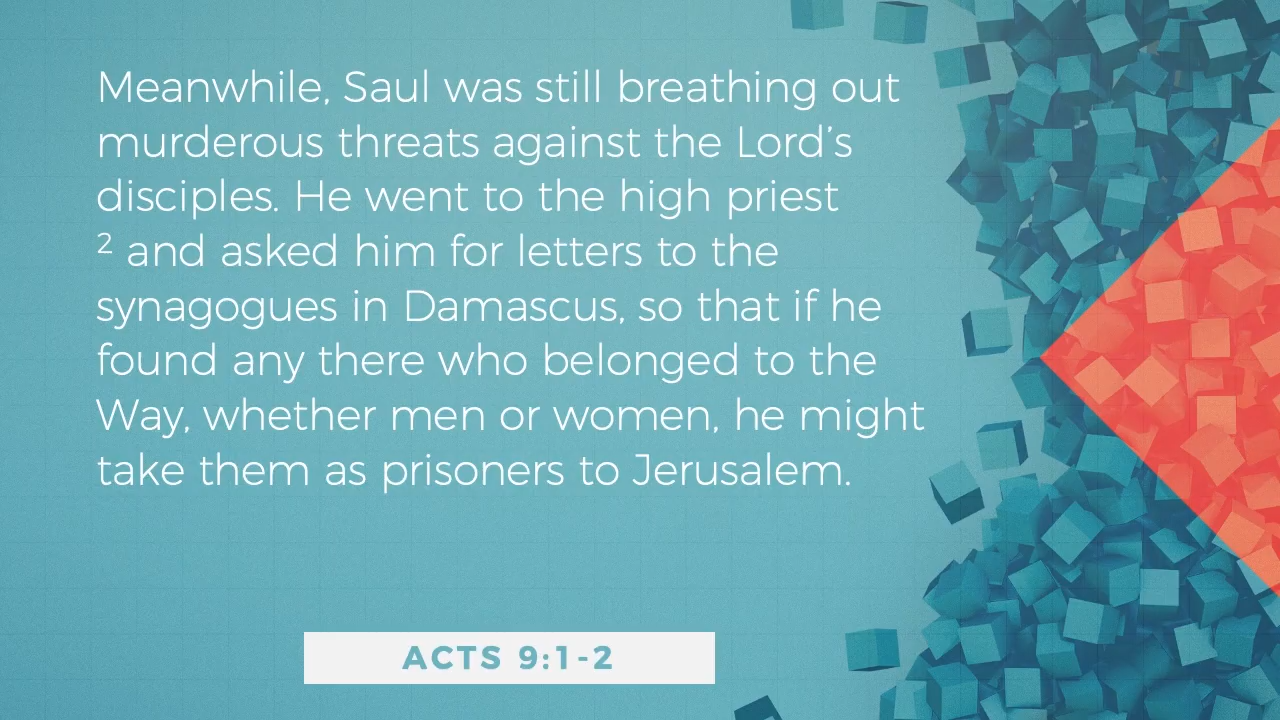 Meanwhile, Saul was still breathing out
murderous threats against the Lord’s
disciples. He went to the high priest
² and asked him for letters to the
synagogues in Damascus, so that if he
found any there who belonged to the
Way, whether men or women, he might
take them as prisoners to Jerusalem.
ACTS 9:1-2